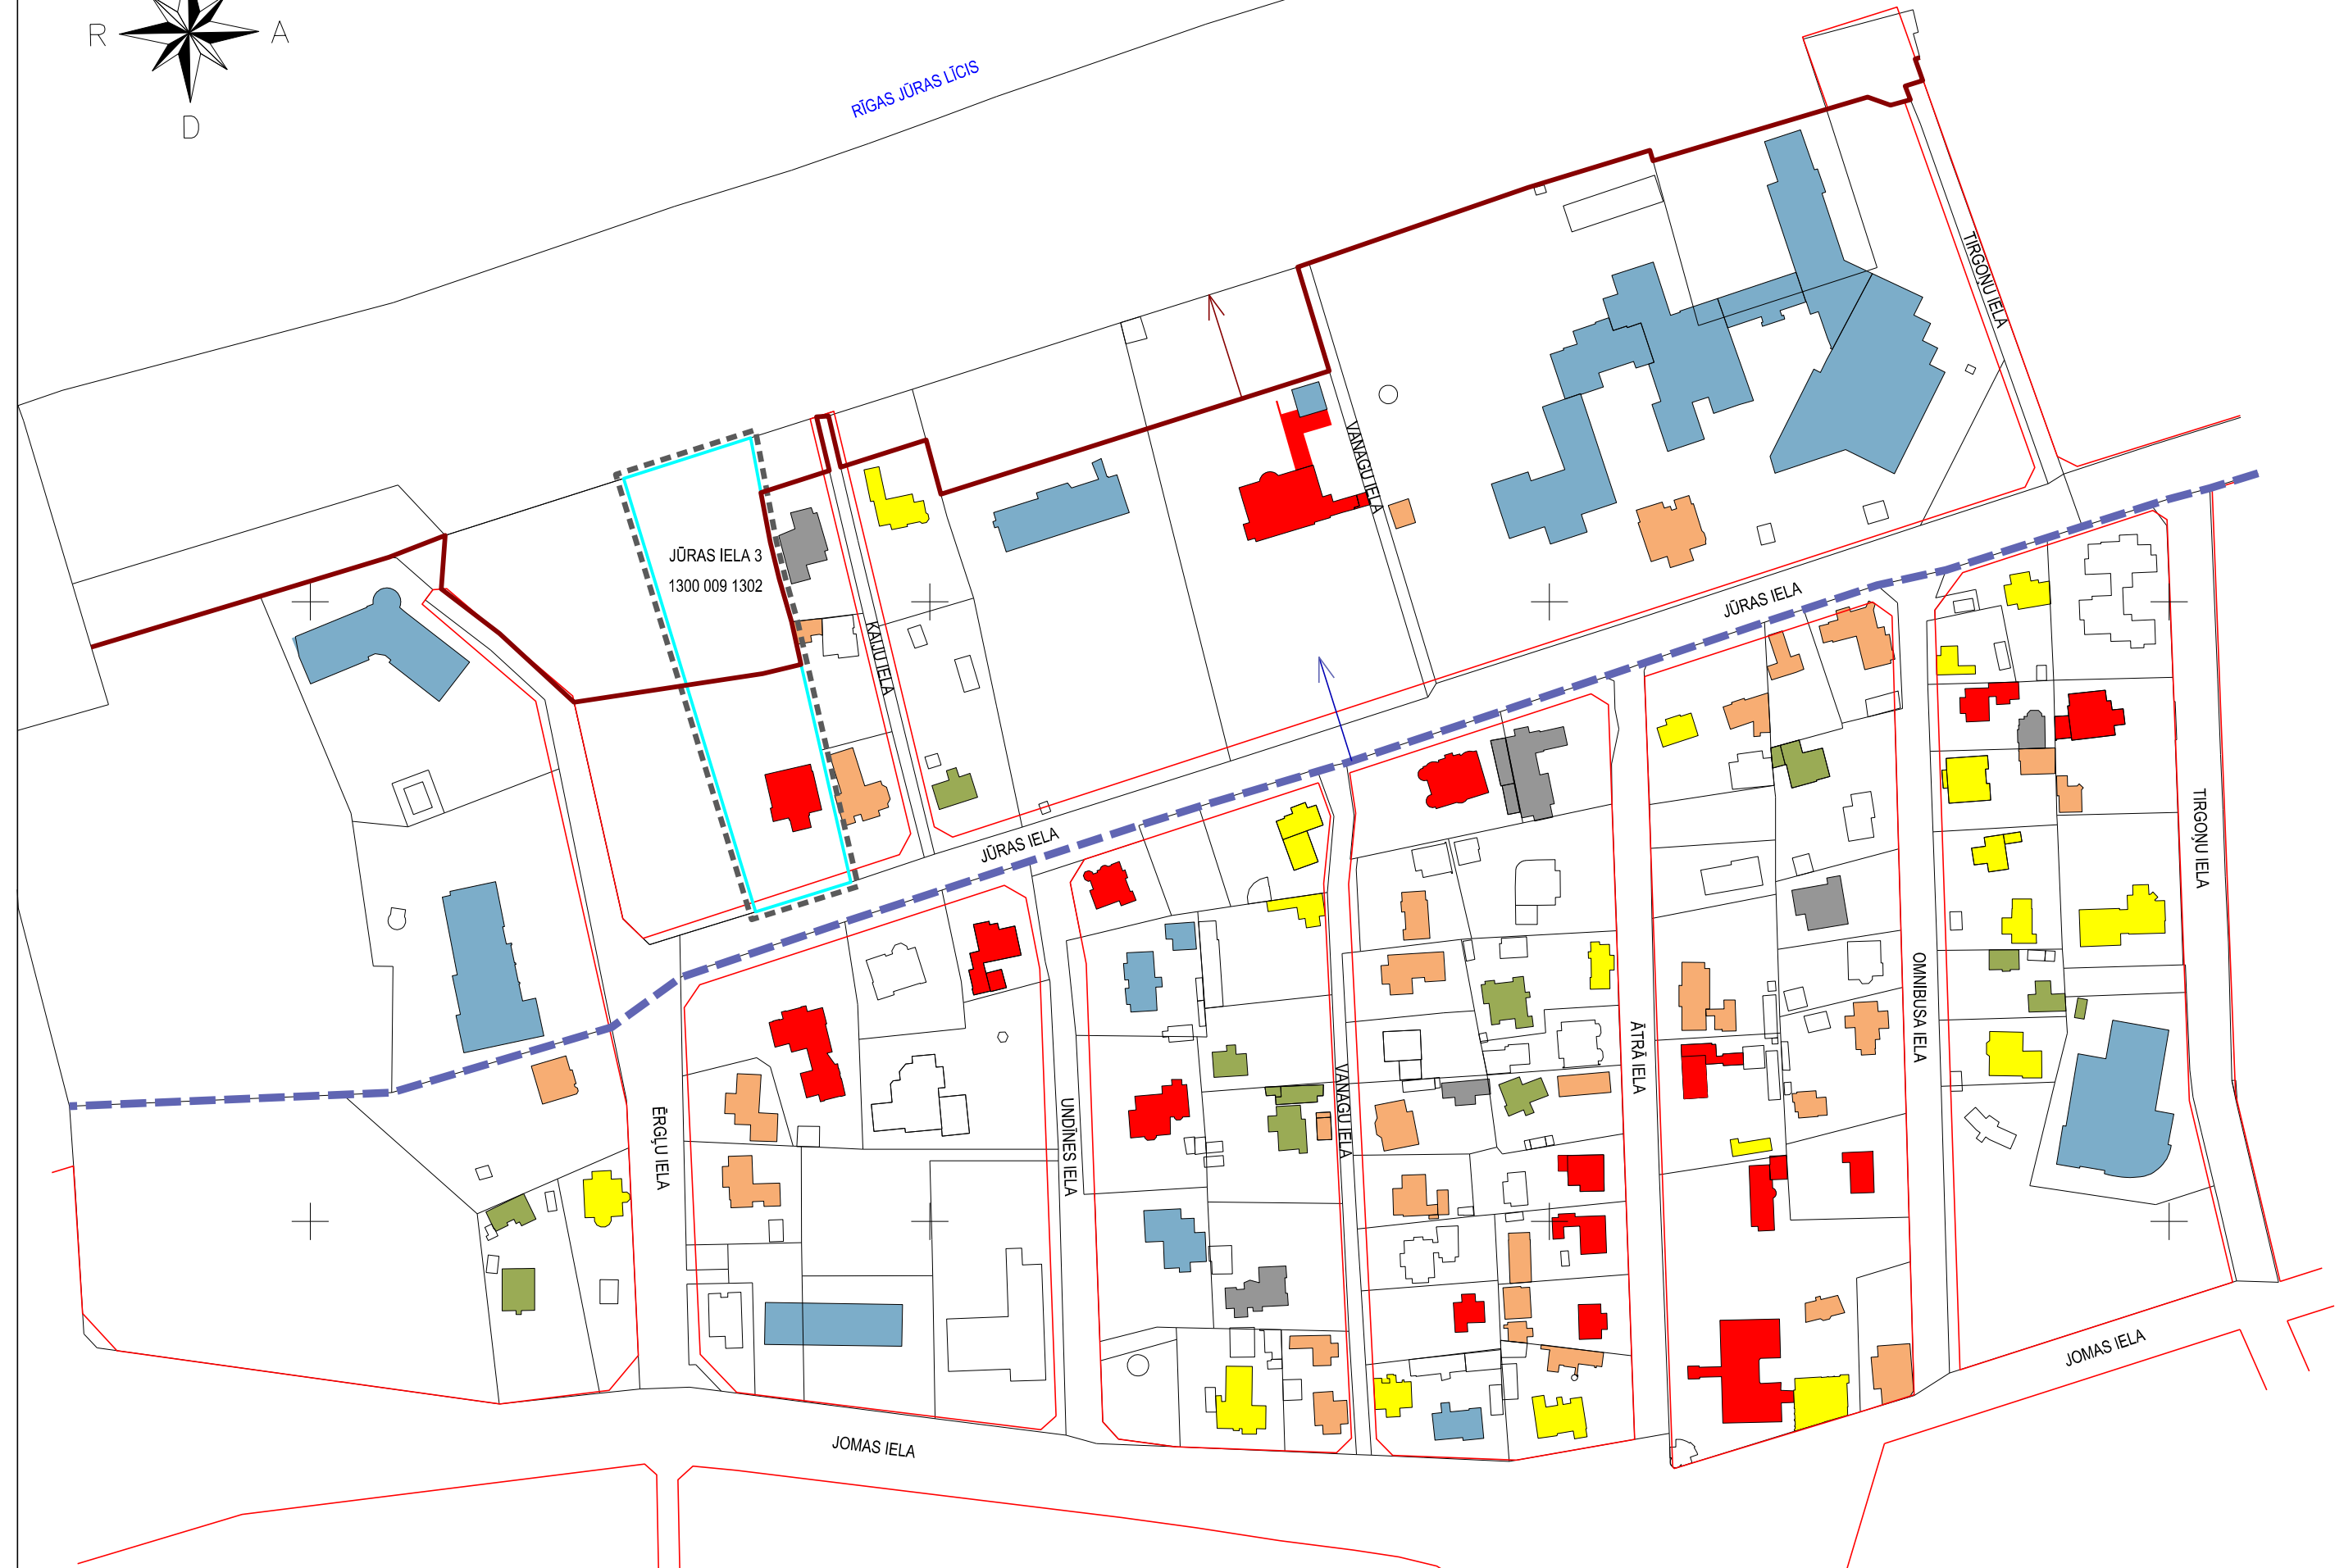 R
A
D
RĪGAS JŪRAS LĪCIS
TIRGOŅU IELA
VANAGU IELA
JŪRAS IELA 3
1300 009 1302
KAIJU IELA
JŪRAS IELA
JŪRAS IELA
TIRGOŅU IELA
OMNIBUSA IELA
ĀTRĀ IELA
VANAGU IELA
UNDĪNES IELA
ĒRGĻU IELA
JOMAS IELA
JOMAS IELA